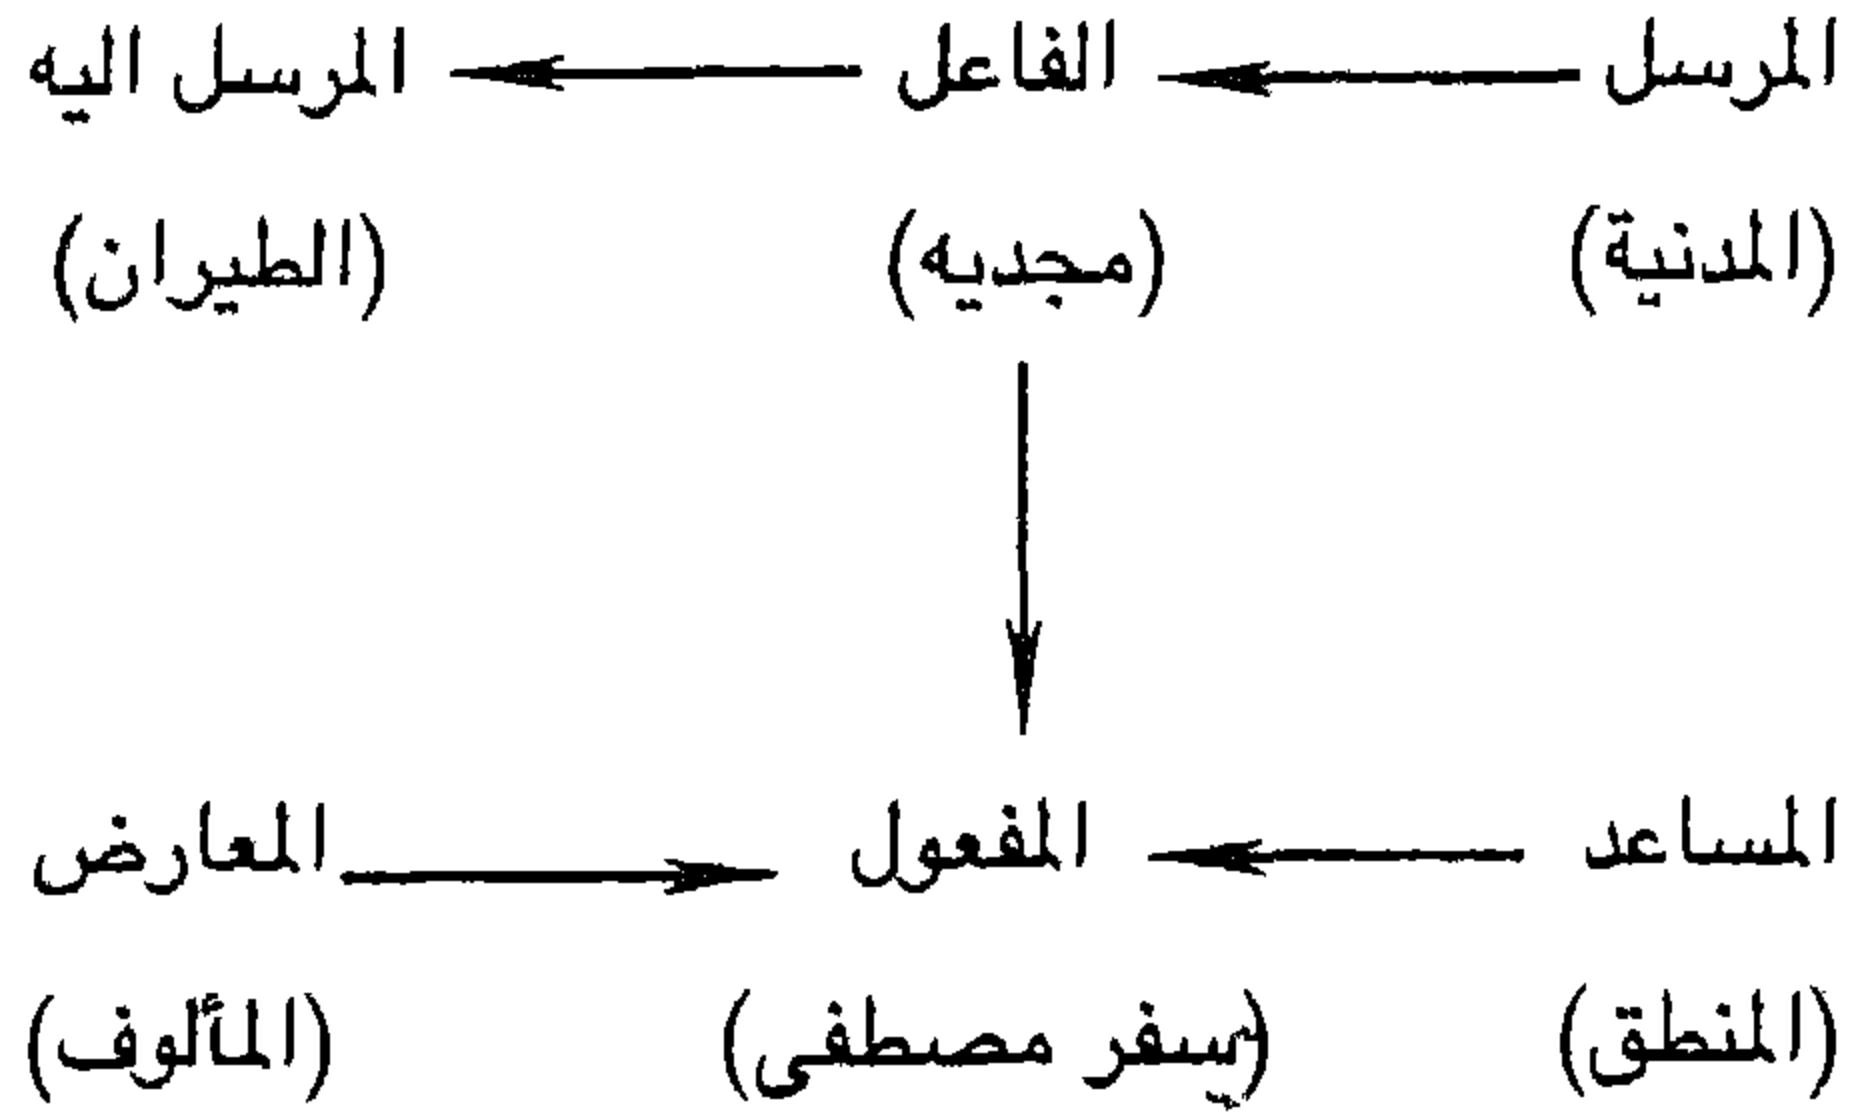 المرسل الفاعل المرسل اليه
(المدنية) (مجديه) (الطيران)
المساعد المفعول المعارض
(المنطق) (سفر مصطفى) (المألوف)